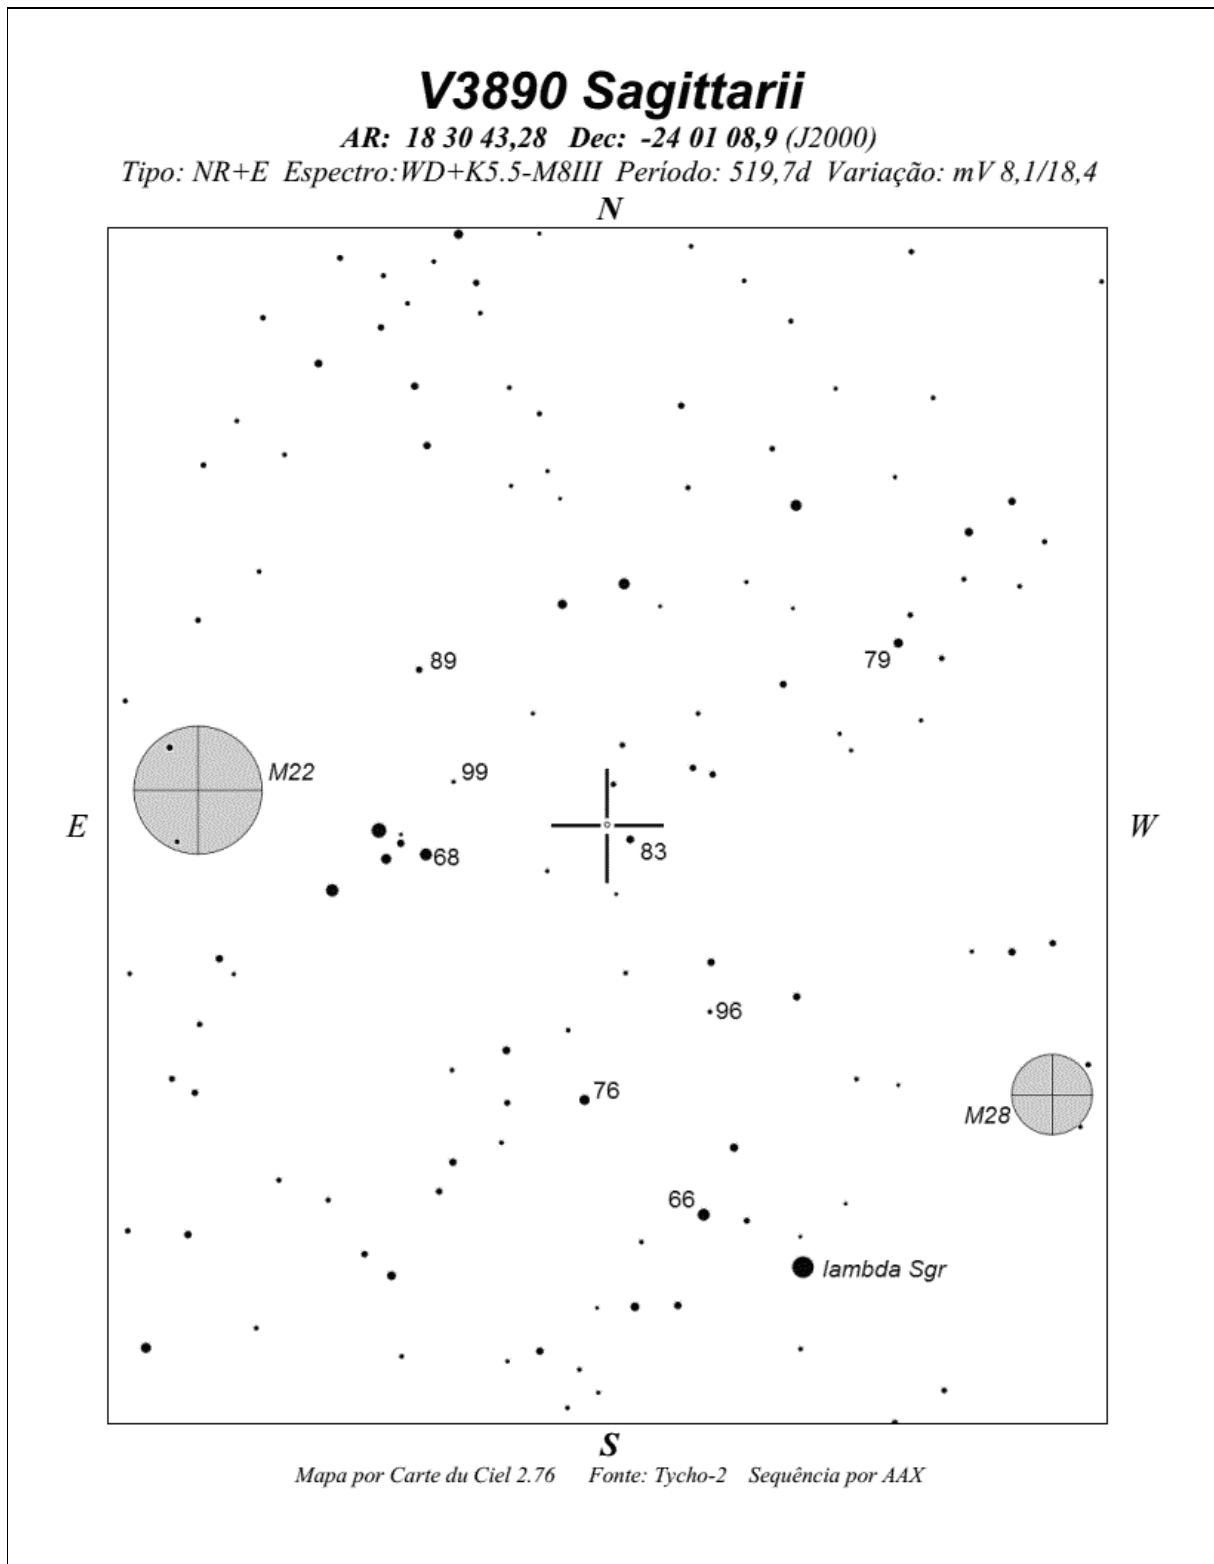 V3890 Sagittarii
AR: 18 30 43,28 Dec: -24 01 08,9 (J2000)
Tipo: NR+E Espectro:WD+K5.5-M8III Período: 519,7d Variação: mV 8,1/18,4
N
89
79
M22
99
E
W
83
68
96
76
M28
66
lambda Sgr
S
Mapa por Carte du Ciel 2.76 Fonte: Tycho-2 Sequência por AAX